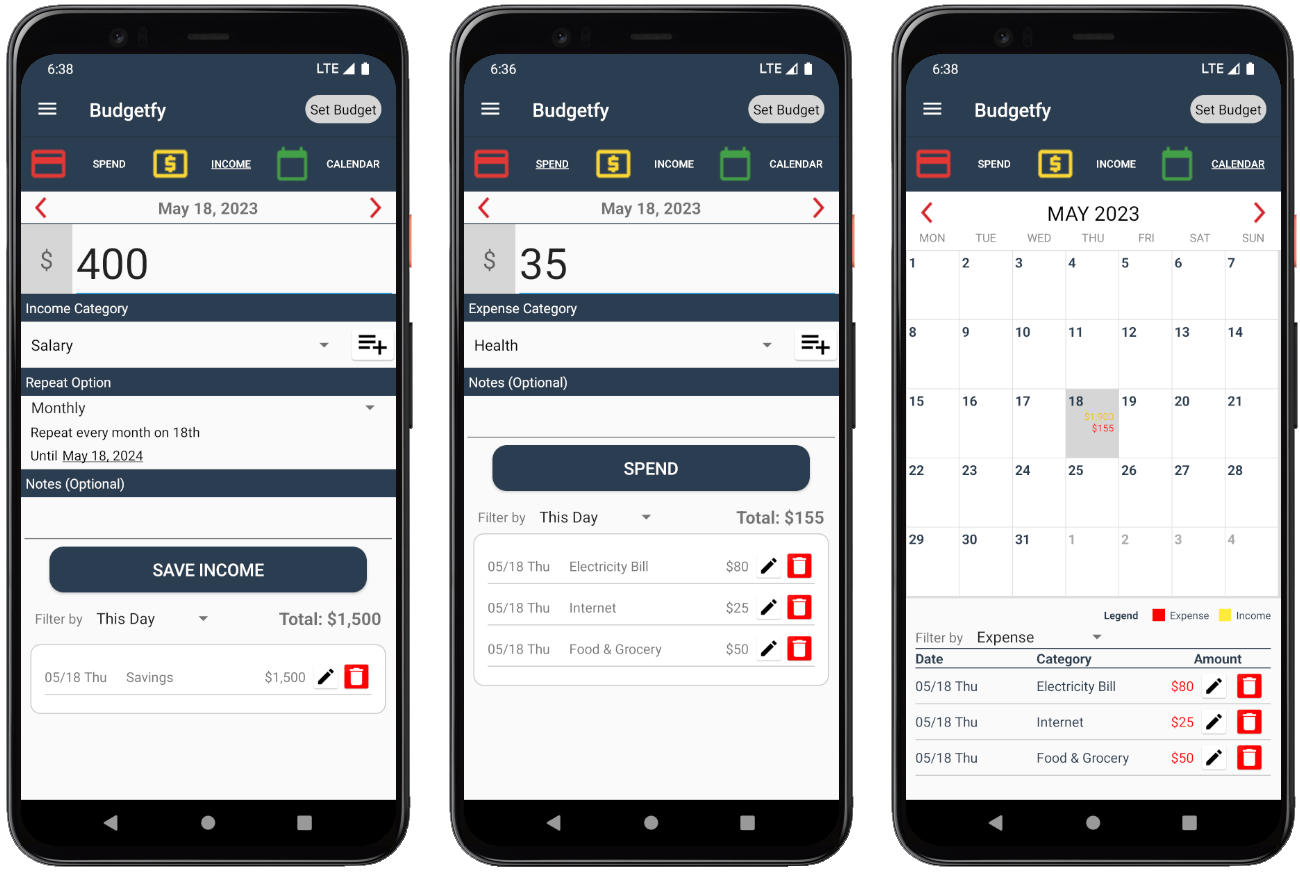 6:38 LTE
Budgetfy Set Budget
SPEND INCOME CALENDAR
May 18, 2023
$ 400
Income Category
Salary
Repeat Option
Monthly
Repeat every month on 18th
Until May 18, 2024
Notes (Optional)
SAVE INCOME
Filter by This Day Total: $1,500
05/18 Thu Savings $1,500
6:36 LTE
Budgetfy Set Budget
SPEND INCOME CALENDAR
May 18, 2023
$ 35
Expense Category
Health
Notes (Optional)
SPEND
Filter by This Day Total: $155
05/18 Thu Electricity Bill $80
05/18 Thu Internet $25
05/18 Thu Food & Grocery $50
6:38 LTE
Budgetfy Set Budget
SPEND INCOME CALENDAR
MAY 2023
MON TUE WED THU FRI SAT SUN
1 2 3 4 5 6 7
8 9 10 11 12 13 14
15 16 17 18 19 20 21
$1,900
$155
22 23 24 25 26 27 28
29 30 31 1 2 3 4
Legend Expense Income
Filter by Expense
Date Category Amount
05/18 Thu Electricity Bill $80
05/18 Thu Internet $25
05/18 Thu Food & Grocery $50